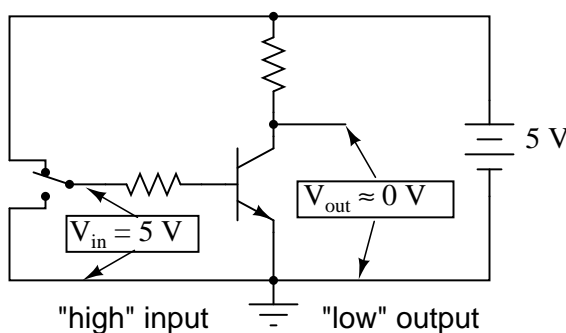 5 V
V_out ≈ 0 V
V_in = 5 V
"high" input
"low" output